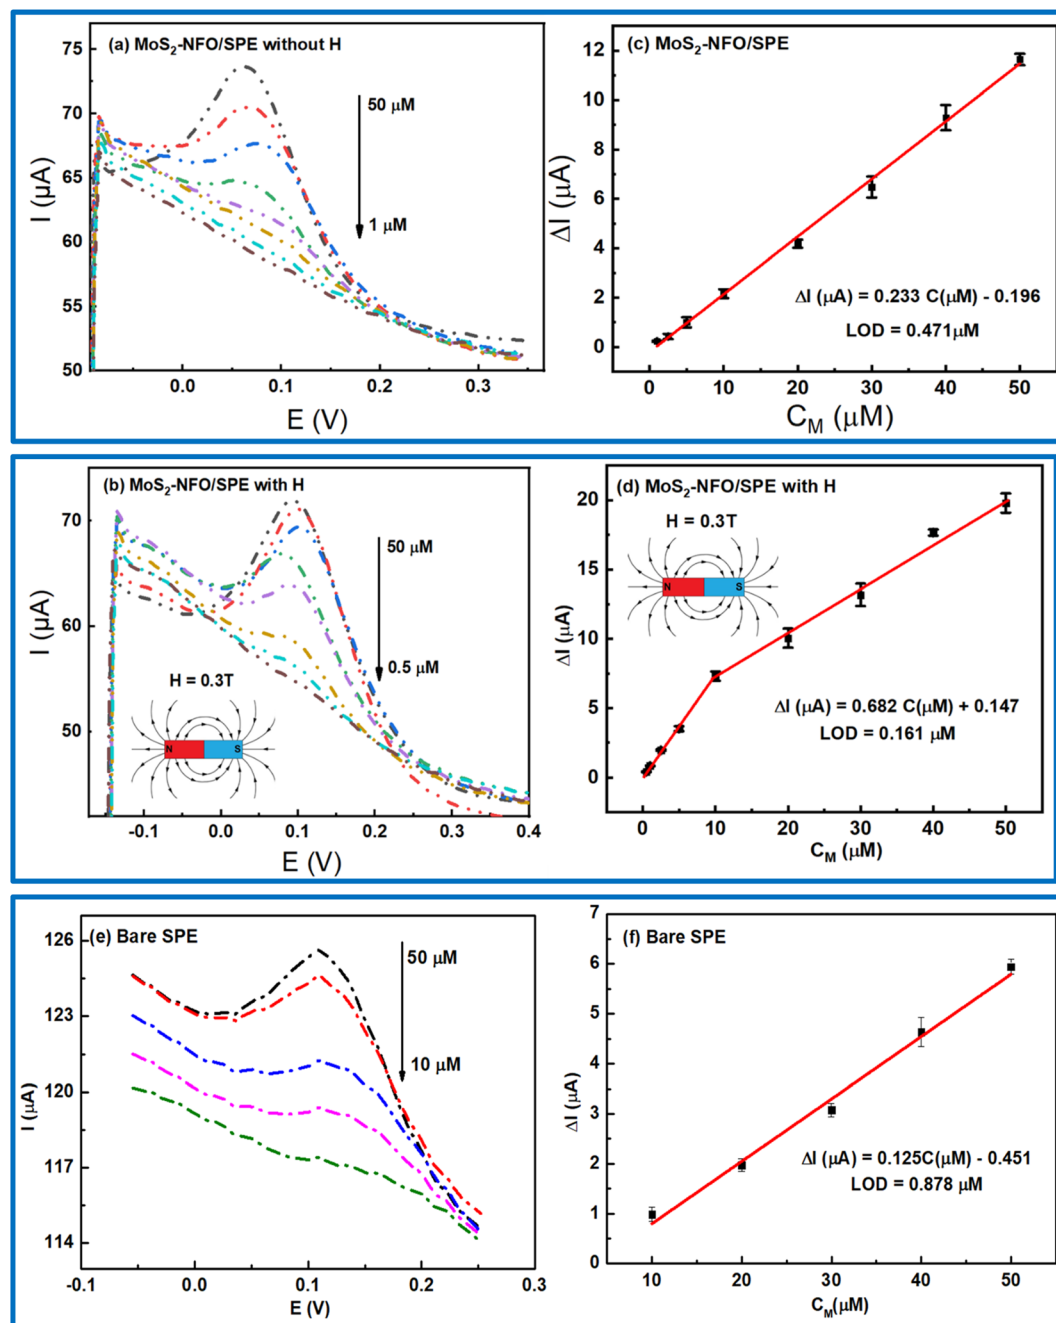 (a) MoS₂-NFO/SPE without H
75
70
65
60
55
50
I (µA)
50 µM
1 µM
0.0
0.1
0.2
0.3
E (V)
(c) MoS₂-NFO/SPE
12
10
8
6
4
2
0
ΔI (µA)
ΔI (µA) = 0.233 C(µM) - 0.196
LOD = 0.471µM
0
10
20
30
40
50
C_M (µM)
(b) MoS₂-NFO/SPE with H
70
60
50
I (µA)
50 µM
0.5 µM
H = 0.3T
N
S
-0.1
0.0
0.1
0.2
0.3
0.4
E (V)
(d) MoS₂-NFO/SPE with H
H = 0.3T
N
S
20
15
10
5
0
ΔI (µA)
ΔI (µA) = 0.682 C(µM) + 0.147
LOD = 0.161 µM
0
10
20
30
40
50
C_M (µM)
(e) Bare SPE
126
123
120
117
114
I (µA)
50 µM
10 µM
-0.1
0.0
0.1
0.2
0.3
E (V)
(f) Bare SPE
6
7
5
4
3
2
1
0
ΔI (µA)
ΔI (µA) = 0.125C(µM) - 0.451
LOD = 0.878 µM
10
20
30
40
50
C_M(µM)